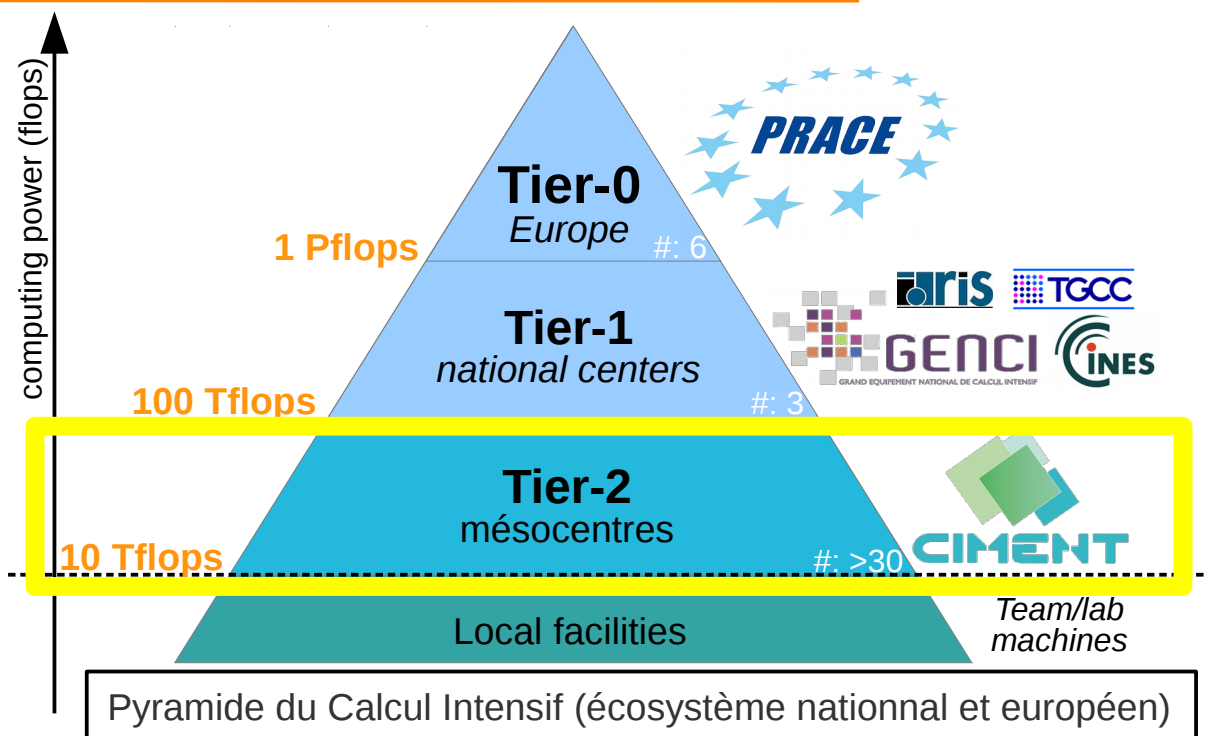 computing power (flops)
PRACE
Tier-0
Europe
1 Pflops
#: 6
idris
TGCC
Tier-1
national centers
GENCI
GRAND EQUIPEMENT NATIONAL DE CALCUL INTENSIF
CINES
100 Tflops
#: 3
Tier-2
mésocentres
CIMENT
10 Tflops
#: >30
Local facilities
Team/lab
machines
Pyramide du Calcul Intensif (écosystème nationnal et européen)